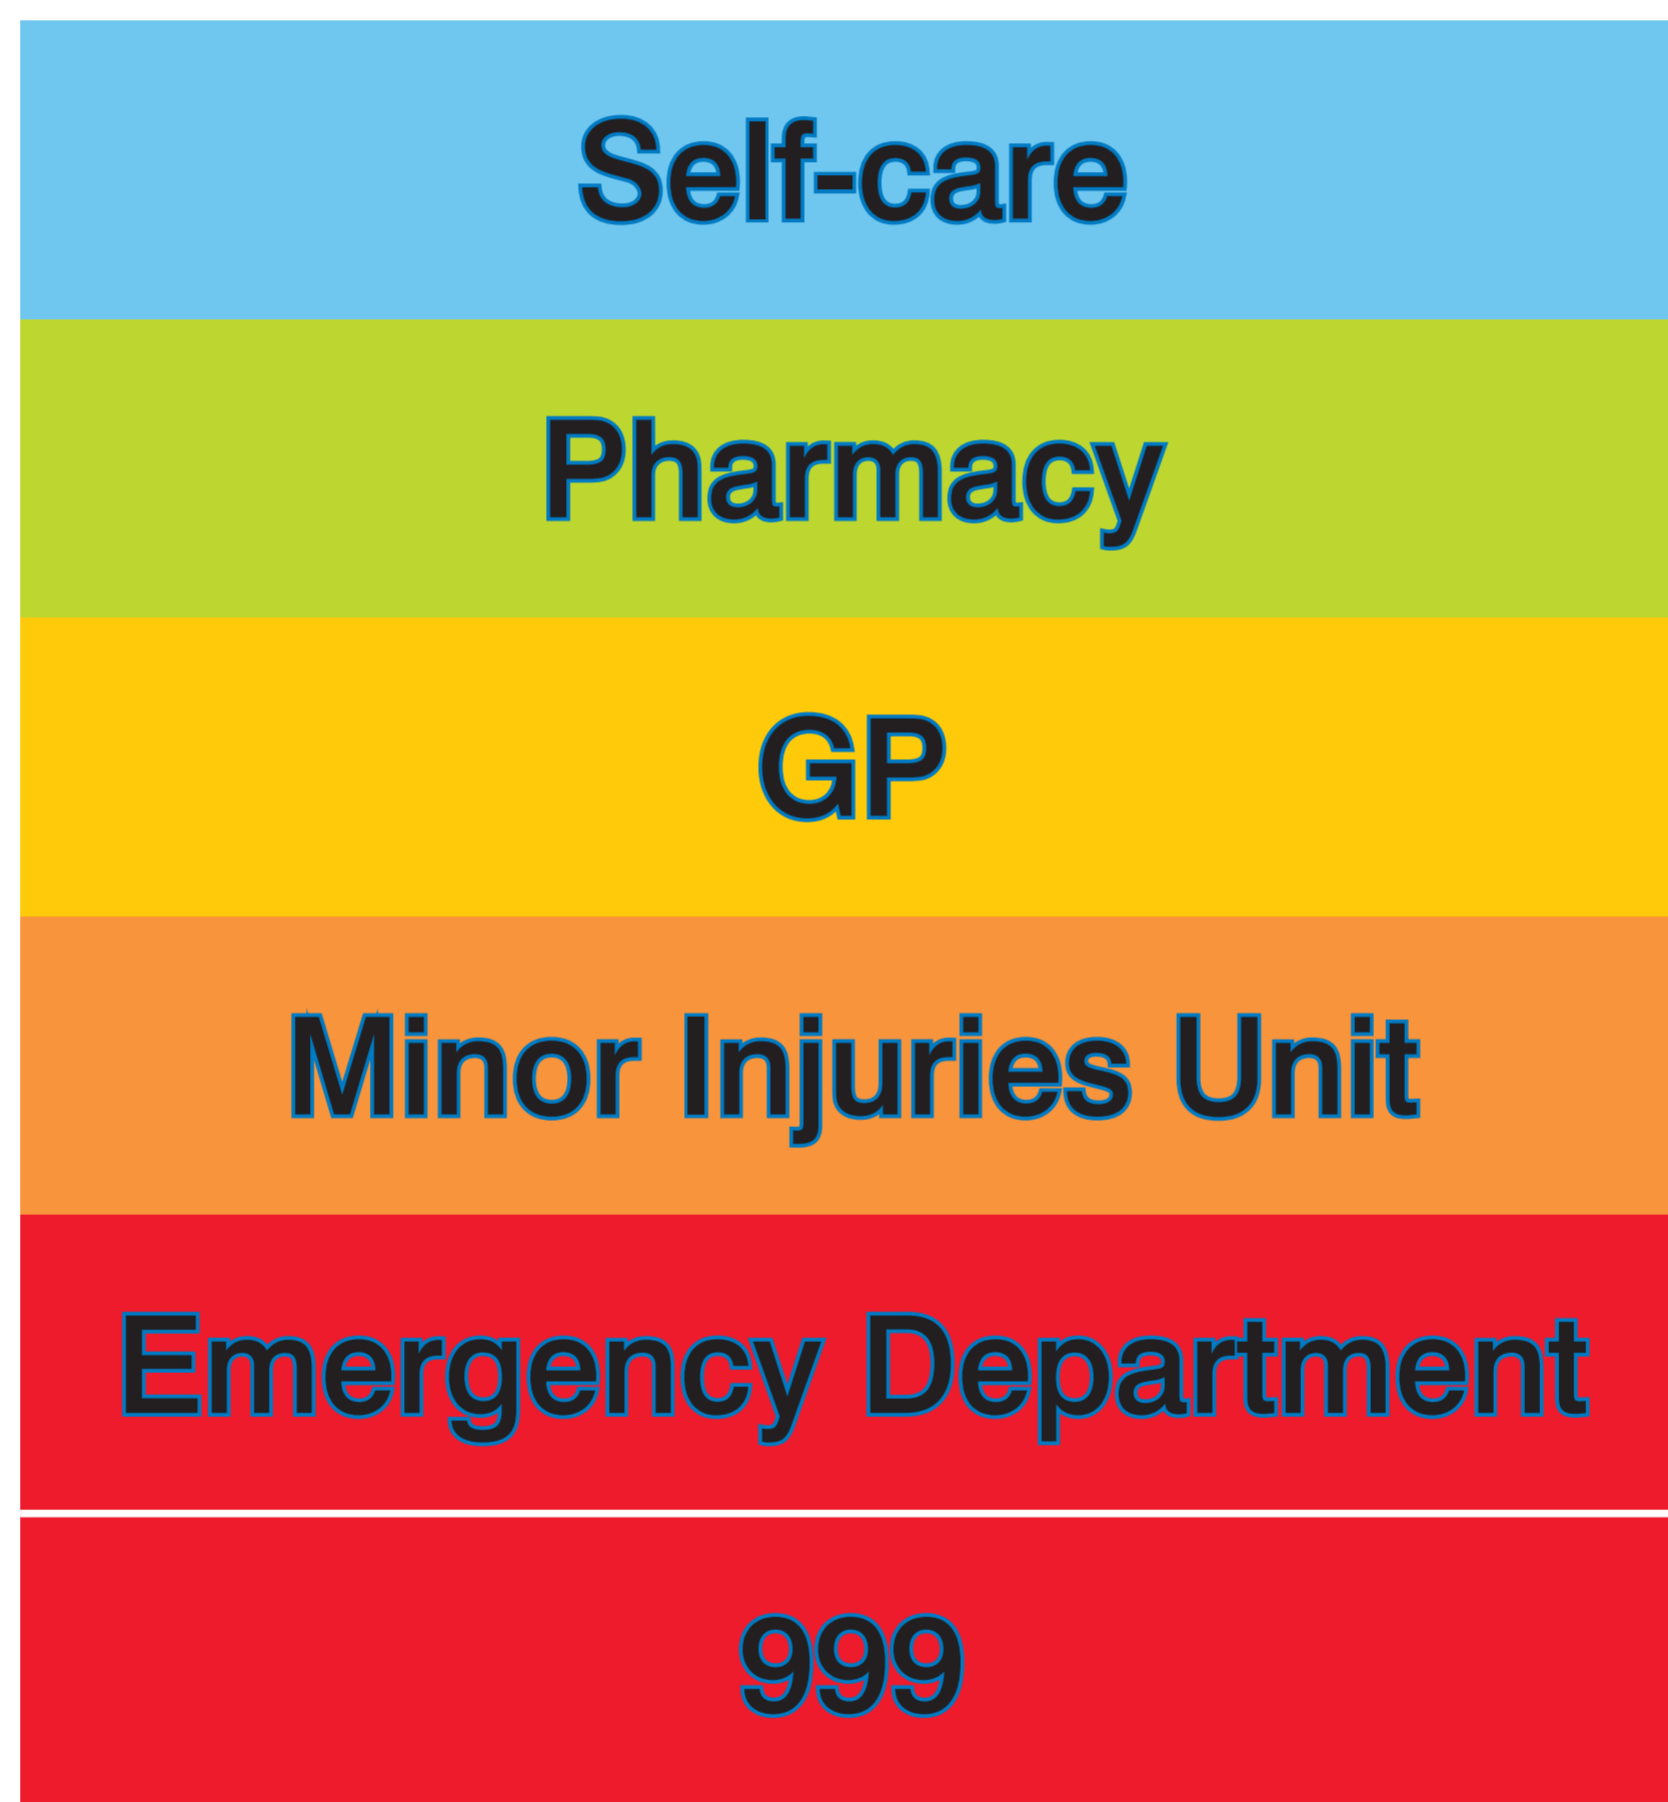 Self-care
Pharmacy
GP
Minor Injuries Unit
Emergency Department
999